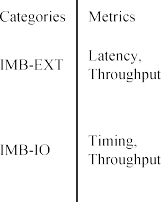 Categories Metrics
IMB-EXT Latency,
Throughput
IMB-IO Timing,
Throughput